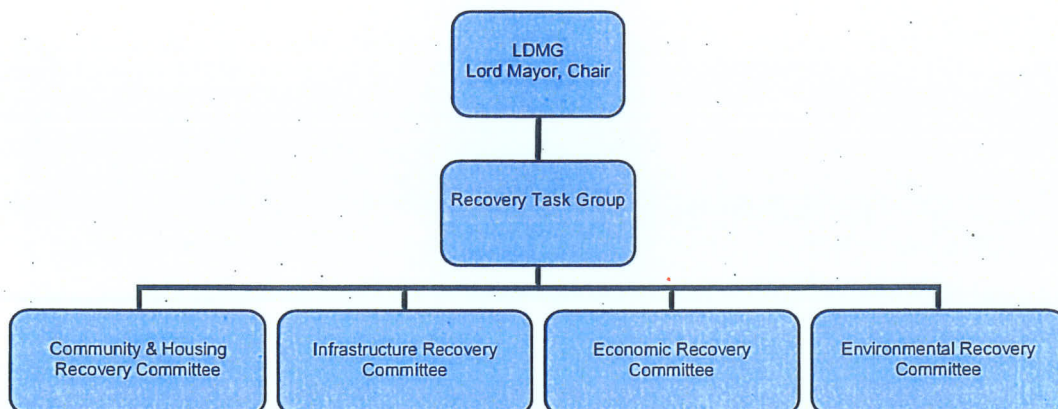 LDMG
Lord Mayor, Chair
Recovery Task Group
Community & Housing
Recovery Committee
Infrastructure Recovery
Committee
Economic Recovery
Committee
Environmental Recovery
Committee